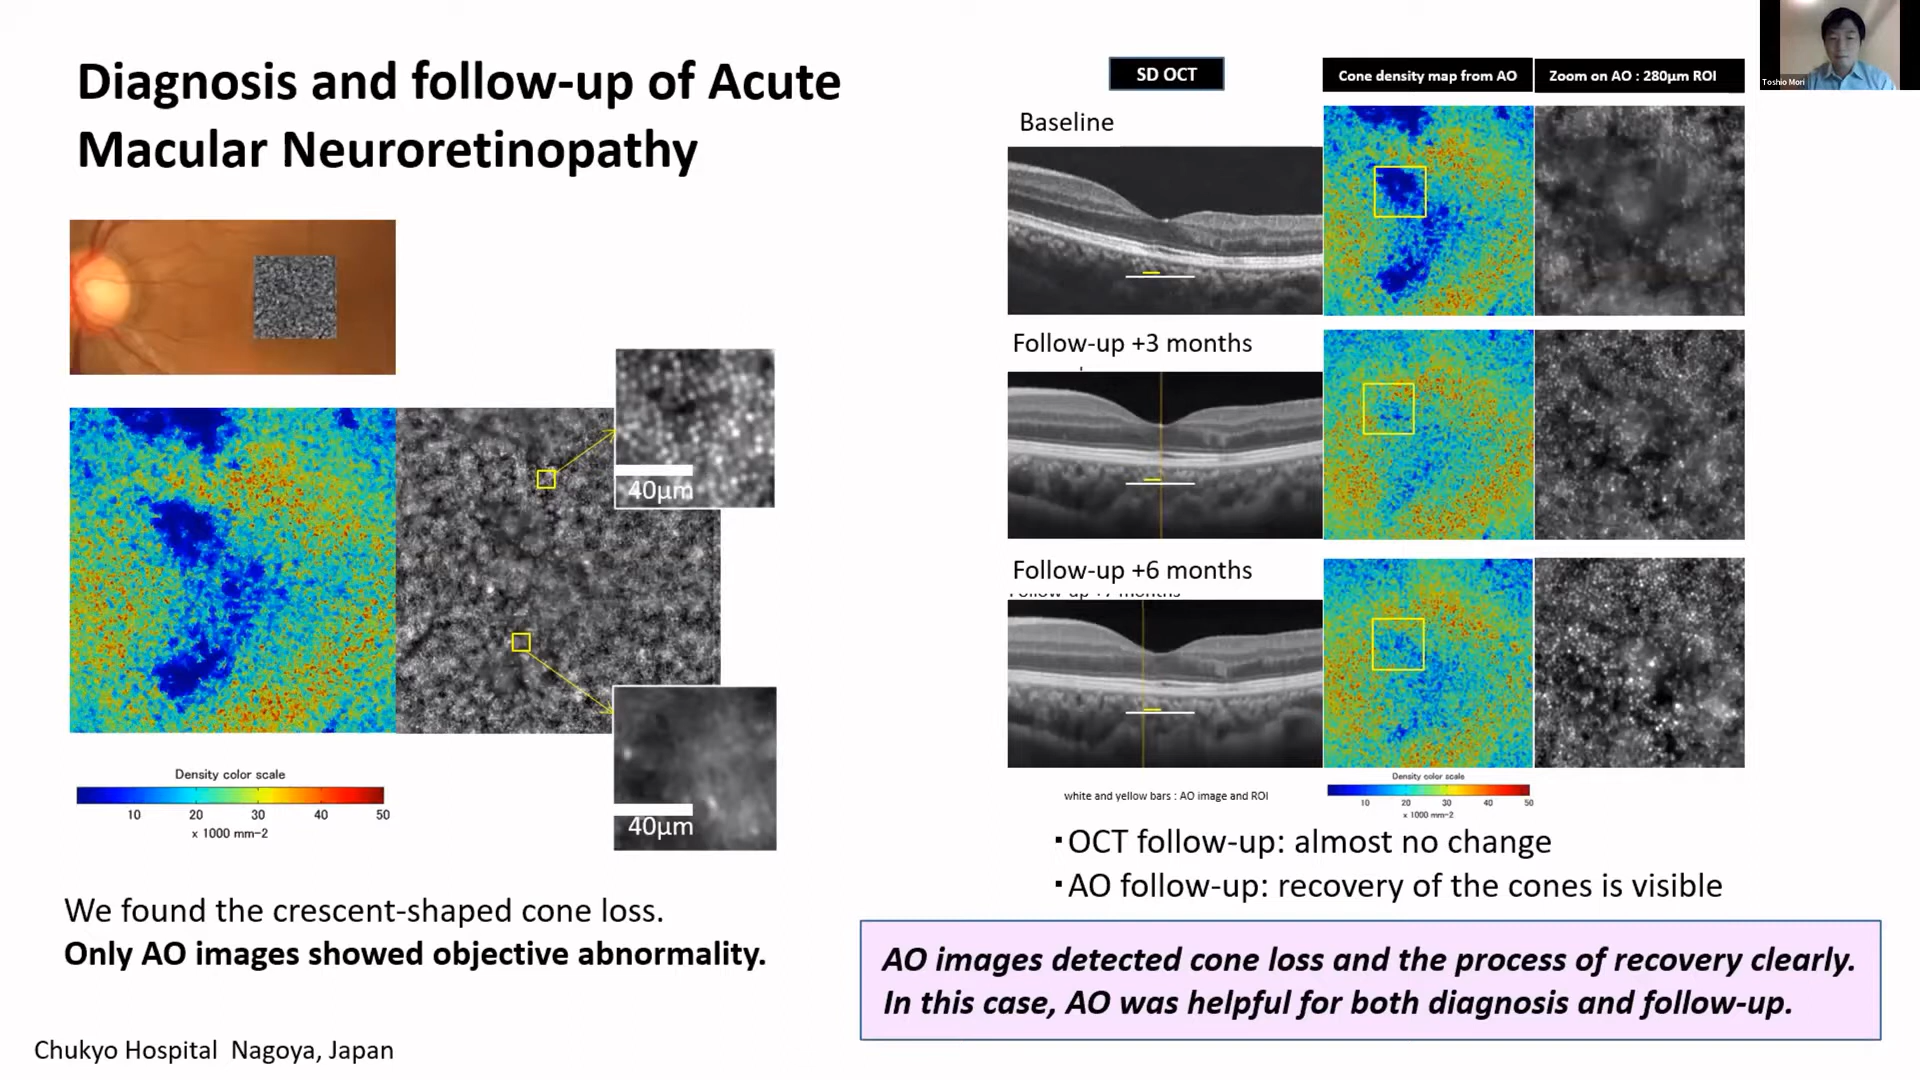 Diagnosis and follow-up of Acute
Macular Neuroretinopathy
40μm
40μm
Density color scale
10 20 30 40 50
x 1000 mm-2
We found the crescent-shaped cone loss.
Only AO images showed objective abnormality.
Chukyo Hospital Nagoya, Japan
SD OCT
Cone density map from AO
Zoom on AO : 280μm ROI
Baseline
Follow-up +3 months
Follow-up +6 months
white and yellow bars : AO image and ROI
Density color scale
10 20 30 40 50
x 1000 mm-2
・OCT follow-up: almost no change
・AO follow-up: recovery of the cones is visible
AO images detected cone loss and the process of recovery clearly.
In this case, AO was helpful for both diagnosis and follow-up.
Toshio Mori